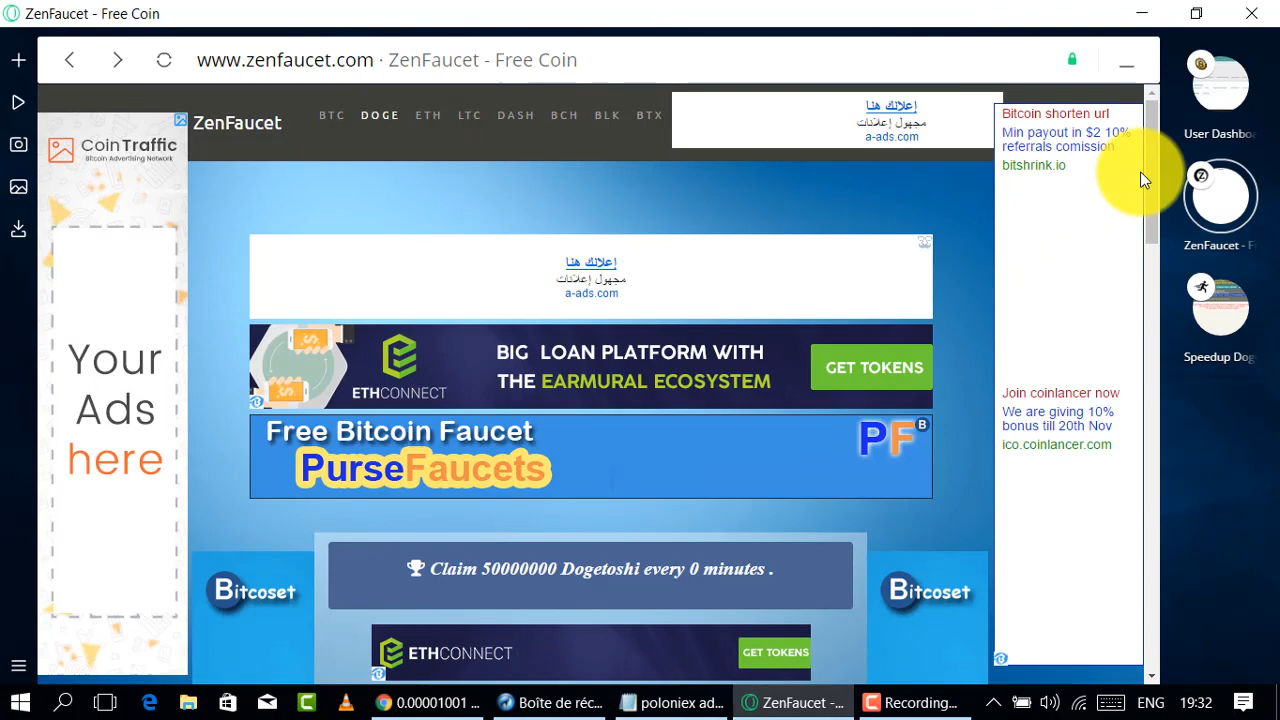 ZenFaucet - Free Coin
www.zenfaucet.com · ZenFaucet - Free Coin
CoinTraffic
Bitcoin Advertising Network
Your
Ads
here
ZenFaucet
BTC DOGE ETH LTC DASH BCH BLK BTX
إعلانك هنا
مجهول إعلانات
a-ads.com
Bitcoin shorten url
Min payout in $2 10%
referrals comission
bitshrink.io
Join coinlancer now
We are giving 10%
bonus till 20th Nov
ico.coinlancer.com
إعلانك هنا
مجهول إعلانات
a-ads.com
ETHCONNECT
BIG LOAN PLATFORM WITH
THE EARMURAL ECOSYSTEM
GET TOKENS
Free Bitcoin Faucet
PurseFaucets
PF
B
Claim 50000000 Dogetoshi every 0 minutes .
Bitcoset
Bitcoset
ETHCONNECT
GET TOKENS
User Dashboa
ZenFaucet - F
Speedup Dog
0.00001001 ...
Boîte de réc...
poloniex ad...
ZenFaucet -...
Recording...
ENG
19:32